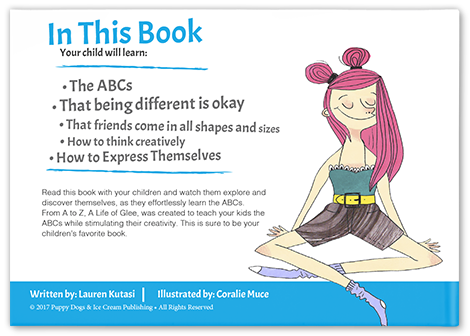 In This Book
Your child will learn:
• The ABCs
• That being different is okay
• That friends come in all shapes and sizes
• How to think creatively
• How to Express Themselves
Read this book with your children and watch them explore and
discover themselves, as they effortlessly learn the ABCs.
From A to Z, A Life of Glee, was created to teach your kids the
ABCs while stimulating their creativity. This is sure to be your
children's favorite book.
Written by: Lauren Kutasi | Illustrated by: Coralie Muce
© 2017 Puppy Dogs & Ice Cream Publishing • All Rights Reserved